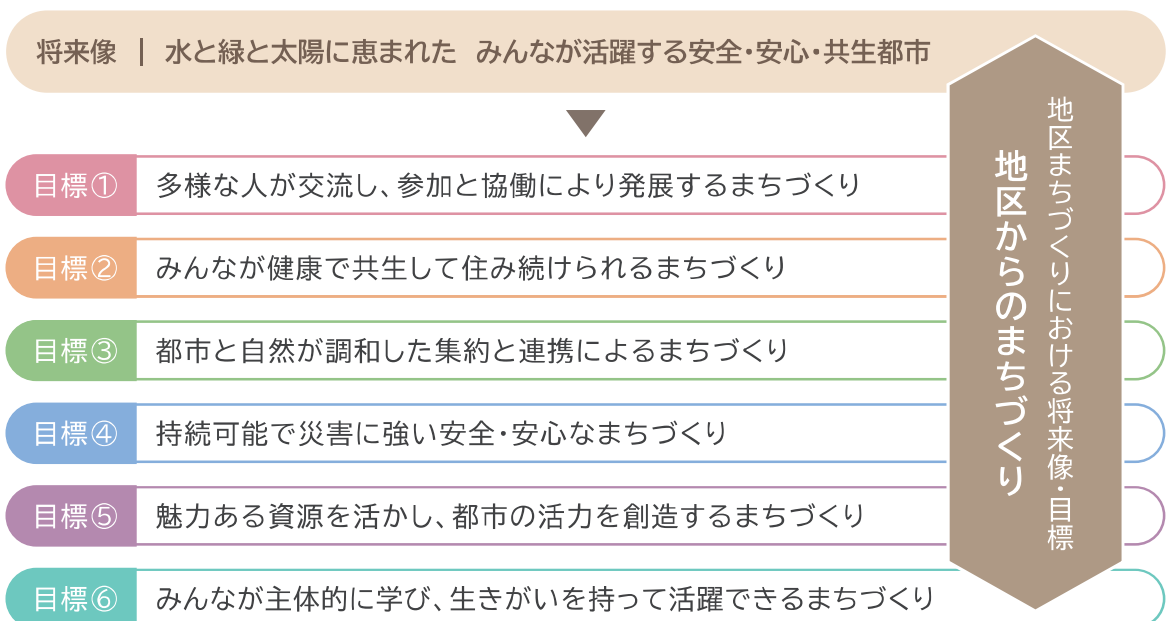 将来像 | 水と緑と太陽に恵まれた みんなが活躍する安全・安心・共生都市
目標① 多様な人が交流し、参加と協働により発展するまちづくり
目標② みんなが健康で共生して住み続けられるまちづくり
目標③ 都市と自然が調和した集約と連携によるまちづくり
目標④ 持続可能で災害に強い安全・安心なまちづくり
目標⑤ 魅力ある資源を活かし、都市の活力を創造するまちづくり
目標⑥ みんなが主体的に学び、生きがいを持って活躍できるまちづくり
地区まちづくりにおける将来像・目標
地区からのまちづくり